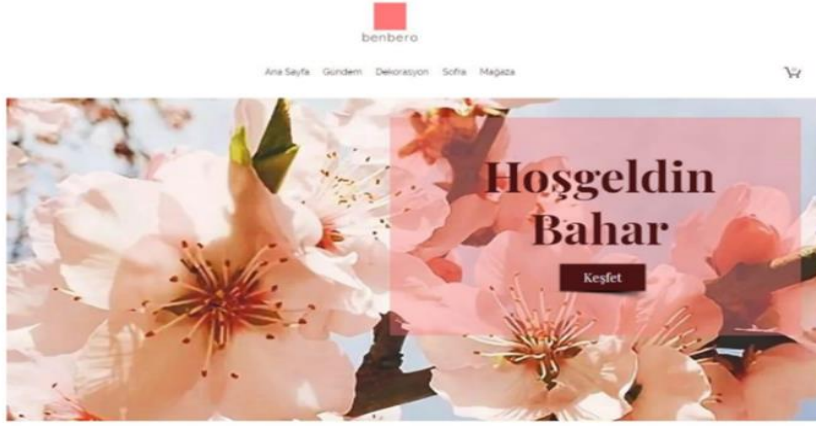 benbero
Ana Sayfa Gündem Dekorasyon Sofra Mağaza
Hoşgeldin
Bahar
Keşfet